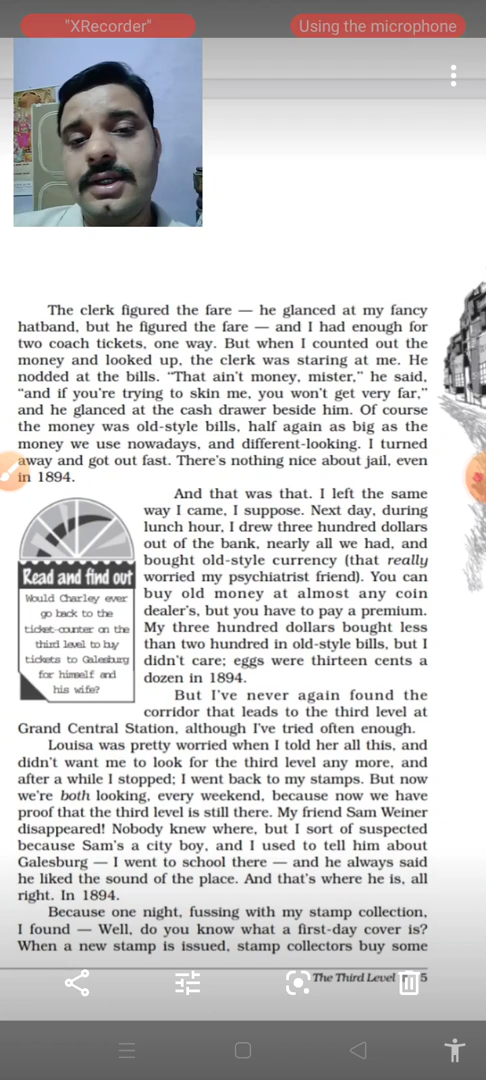 "XRecorder"
Using the microphone
The clerk figured the fare — he glanced at my fancy
hatband, but he figured the fare — and I had enough for
two coach tickets, one way. But when I counted out the
money and looked up, the clerk was staring at me. He
nodded at the bills. “That ain't money, mister,” he said,
“and if you're trying to skin me, you won't get very far,”
and he glanced at the cash drawer beside him. Of course
the money was old-style bills, half again as big as the
money we use nowadays, and different-looking. I turned
away and got out fast. There's nothing nice about jail, even
in 1894.
And that was that. I left the same
way I came, I suppose. Next day, during
lunch hour, I drew three hundred dollars
out of the bank, nearly all we had, and
bought old-style currency (that really
worried my psychiatrist friend). You can
buy old money at almost any coin
dealer's, but you have to pay a premium.
My three hundred dollars bought less
than two hundred in old-style bills, but I
didn't care; eggs were thirteen cents a
dozen in 1894.
Read and find out
Would Charley ever
go back to the
ticket-counter on the
third level to buy
tickets to Galesburg
for himself and
his wife?
But I've never again found the
corridor that leads to the third level at
Grand Central Station, although I've tried often enough.
Louisa was pretty worried when I told her all this, and
didn't want me to look for the third level any more, and
after a while I stopped; I went back to my stamps. But now
we're both looking, every weekend, because now we have
proof that the third level is still there. My friend Sam Weiner
disappeared! Nobody knew where, but I sort of suspected
because Sam's a city boy, and I used to tell him about
Galesburg — I went to school there — and he always said
he liked the sound of the place. And that's where he is, all
right. In 1894.
Because one night, fussing with my stamp collection,
I found — Well, do you know what a first-day cover is?
When a new stamp is issued, stamp collectors buy some
The Third Level
5